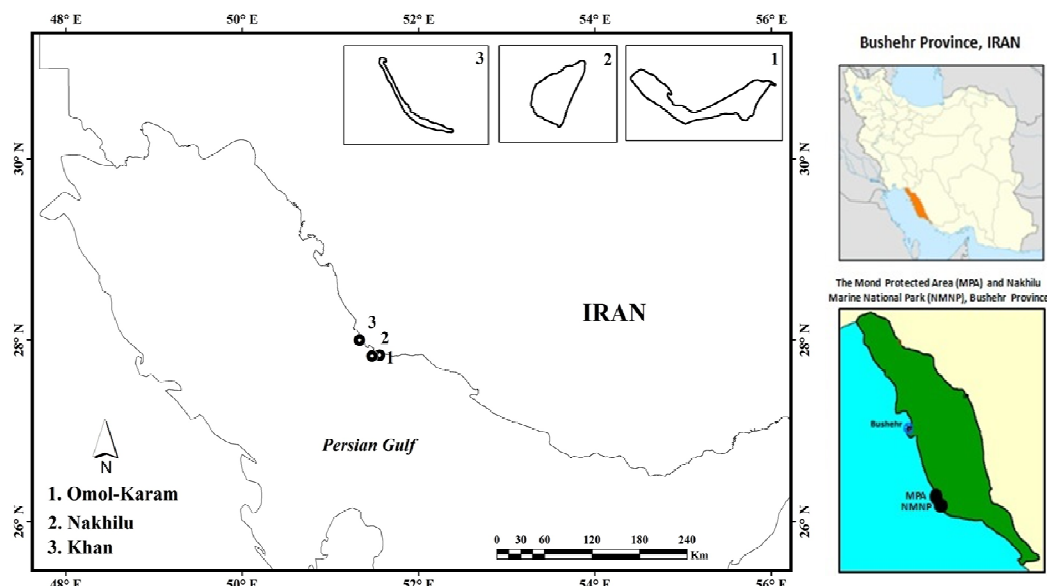 48° E
50° E
52° E
54° E
56° E
3
2
1
30° N
30° N
IRAN
3
2
1
28° N
28° N
Persian Gulf
N
1. Omol-Karam
2. Nakhilu
3. Khan
26° N
26° N
0 30 60 120 180 240
Km
48° E
50° E
52° E
54° E
56° E
Bushehr Province, IRAN
The Mond Protected Area (MPA) and Nakhilu
Marine National Park (NMNP), Bushehr Province
Bushehr
MPA
NMNP